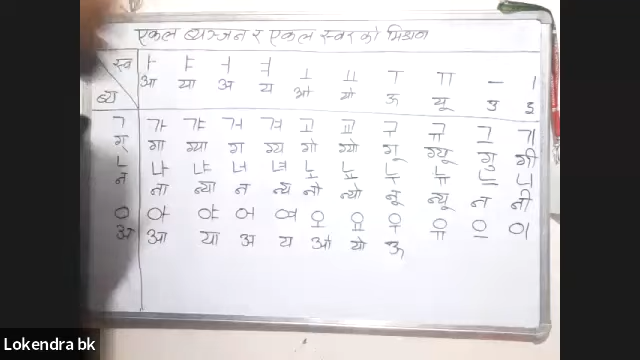 एकल ब्यञ्जन र एकल स्वर को मिश्रण
स्व ㅏ ㅑ ㅓ ㅕ ㅗ ㅛ ㅜ ㅠ ㅡ ㅣ
ब्य आ या अ य ओ यो ऊ यू उ इ
ㄱ 가 갸 거 겨 고 교 구 규 그 기
ग् गा ग्या ग ग्य गो ग्यो गू ग्यू गु गी
ㄴ 나 냐 너 녀 노 뇨 누 뉴 느 니
न ना न्या न न्य नो न्यो नू न्यू न नी
ㅇ 아 야 어 여 오 요 우 유 으 이
अ आ या अ य ओ यो ऊ
Lokendra bk